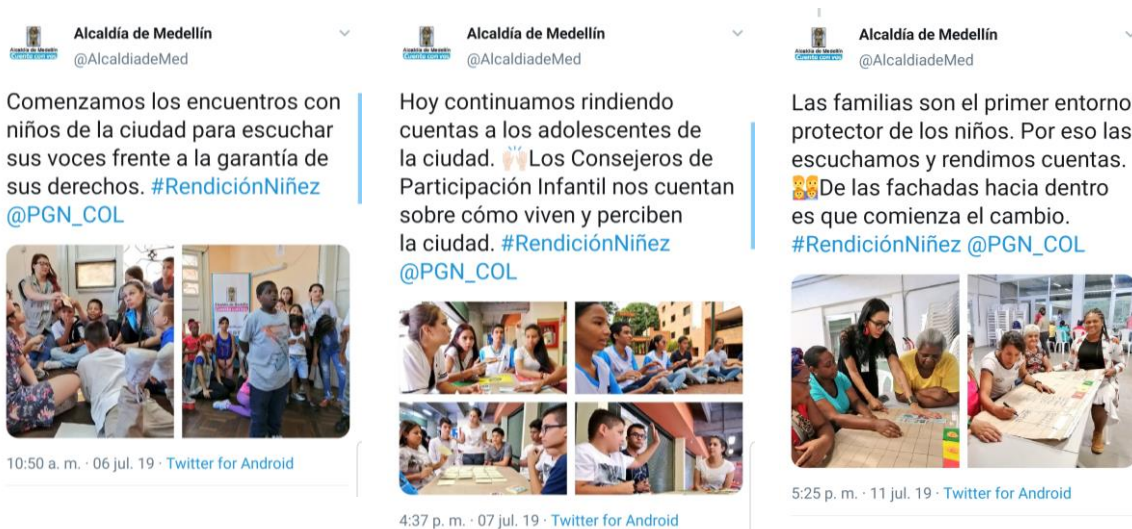 Alcaldía de Medellín
@AlcaldiadeMed
Comenzamos los encuentros con
niños de la ciudad para escuchar
sus voces frente a la garantía de
sus derechos. #RendiciónNiñez
@PGN_COL
10:50 a. m. · 06 jul. 19 · Twitter for Android
Alcaldía de Medellín
@AlcaldiadeMed
Hoy continuamos rindiendo
cuentas a los adolescentes de
la ciudad. 🙌🏻Los Consejeros de
Participación Infantil nos cuentan
sobre cómo viven y perciben
la ciudad. #RendiciónNiñez
@PGN_COL
4:37 p. m. · 07 jul. 19 · Twitter for Android
Alcaldía de Medellín
@AlcaldiadeMed
Las familias son el primer entorno
protector de los niños. Por eso las
escuchamos y rendimos cuentas.
👨‍👩‍👧‍👦De las fachadas hacia dentro
es que comienza el cambio.
#RendiciónNiñez @PGN_COL
5:25 p. m. · 11 jul. 19 · Twitter for Android